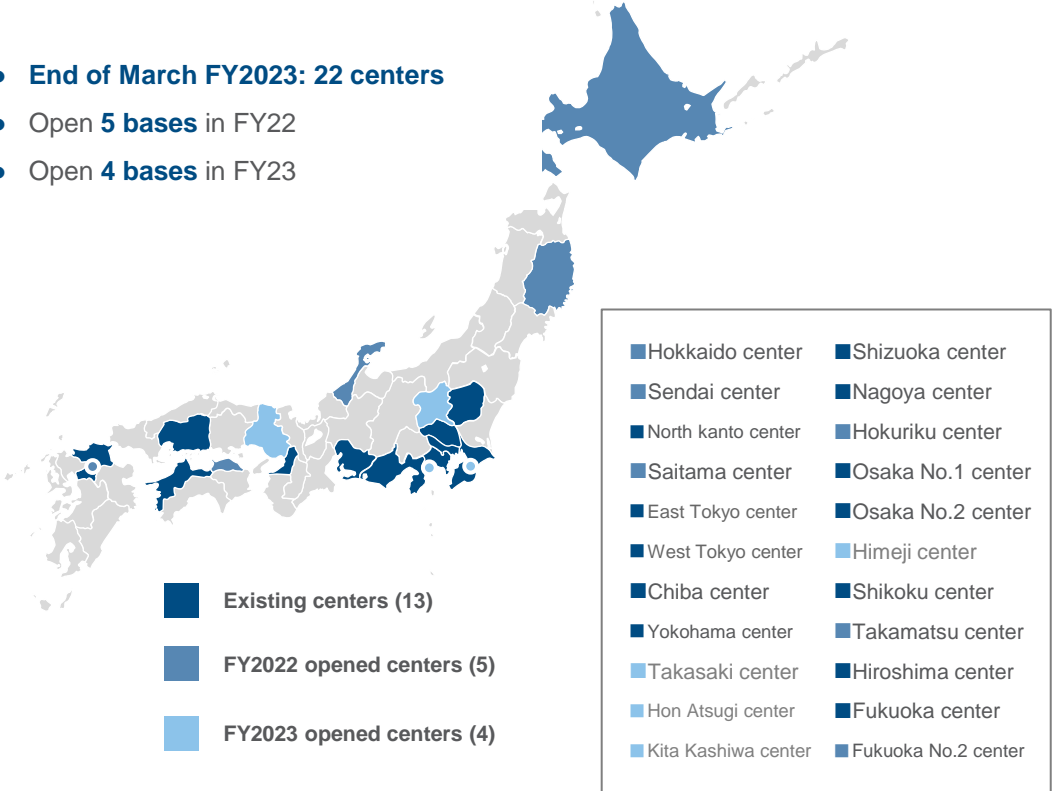 • End of March FY2023: 22 centers
• Open 5 bases in FY22
• Open 4 bases in FY23
Existing centers (13)
FY2022 opened centers (5)
FY2023 opened centers (4)
Hokkaido center
Sendai center
North kanto center
Saitama center
East Tokyo center
West Tokyo center
Chiba center
Yokohama center
Takasaki center
Hon Atsugi center
Kita Kashiwa center
Shizuoka center
Nagoya center
Hokuriku center
Osaka No.1 center
Osaka No.2 center
Himeji center
Shikoku center
Takamatsu center
Hiroshima center
Fukuoka center
Fukuoka No.2 center